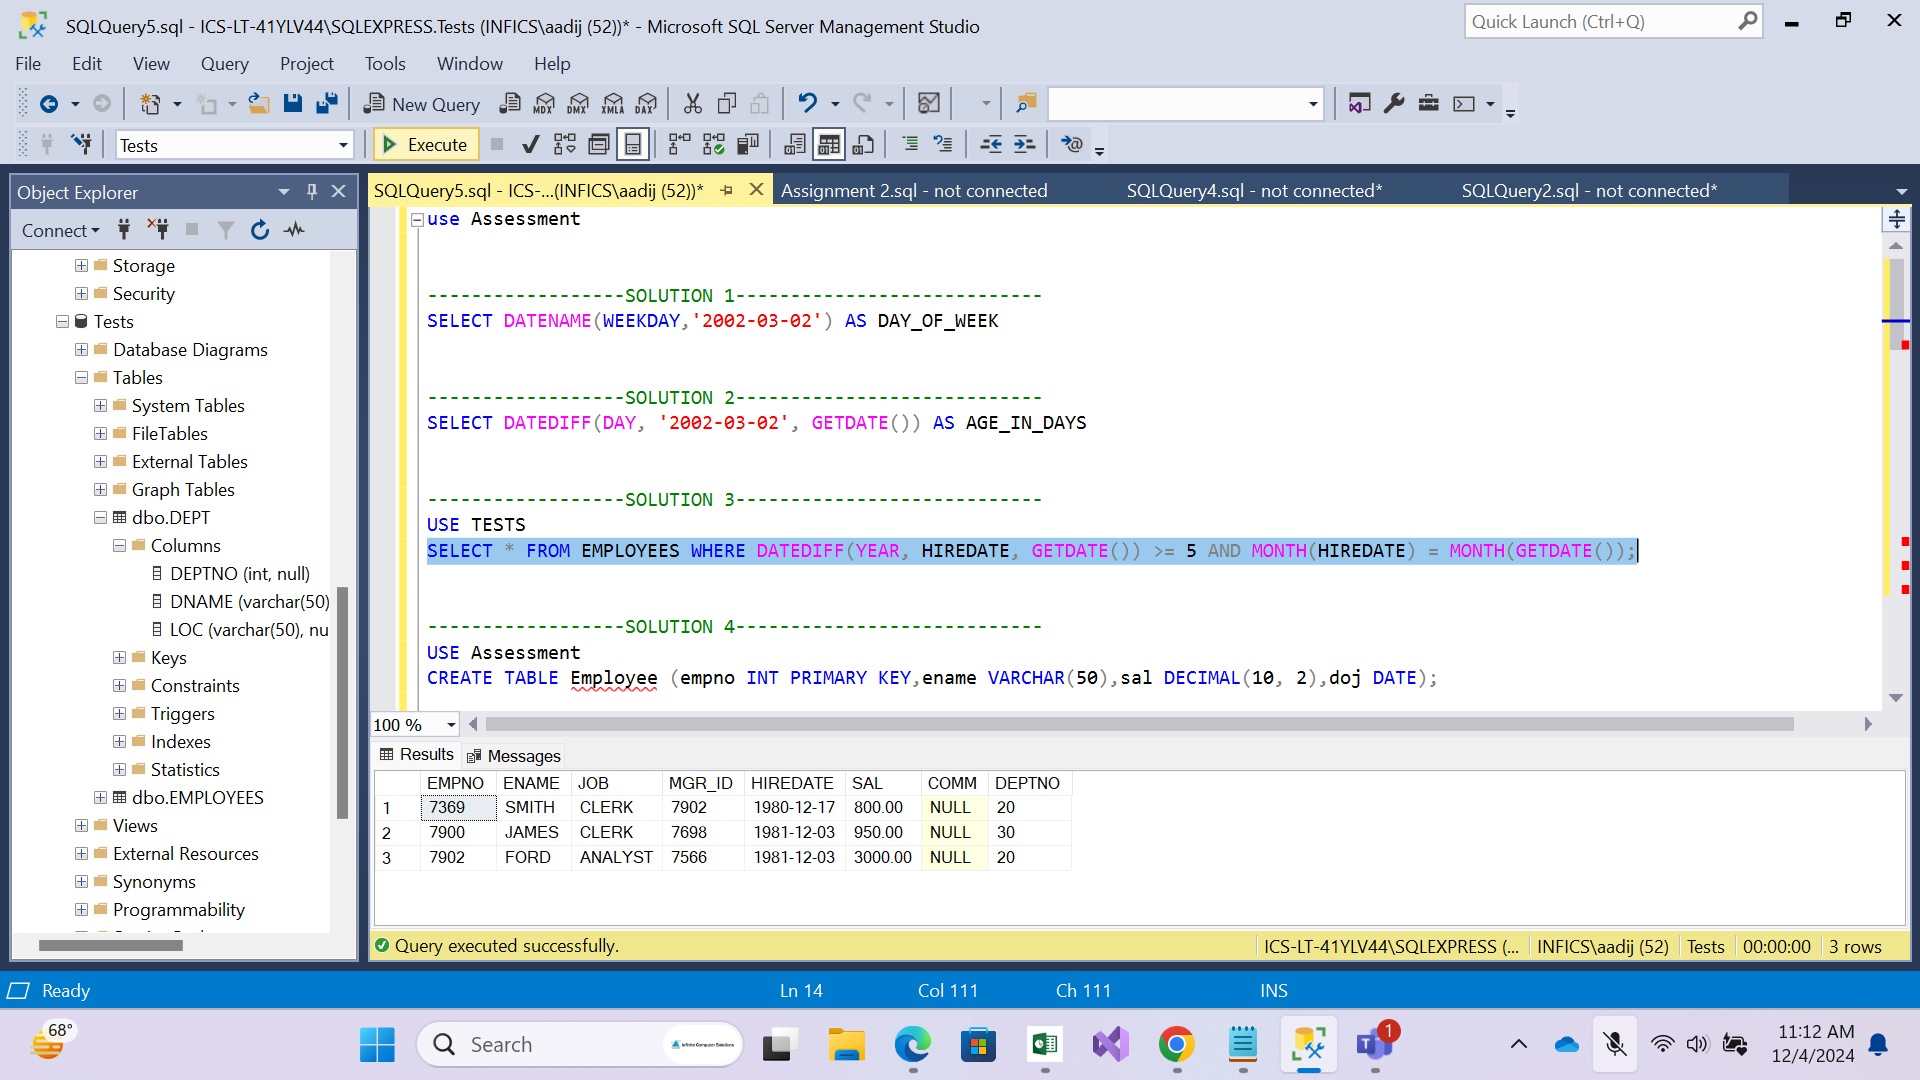 SQLQuery5.sql - ICS-LT-41YLV44\SQLEXPRESS.Tests (INFICS\aadij (52))* - Microsoft SQL Server Management Studio
Quick Launch (Ctrl+Q)
File Edit View Query Project Tools Window Help
New Query MDX DMX XMLA DAX
Tests Execute
Object Explorer
Connect
Storage
Security
Tests
Database Diagrams
Tables
System Tables
FileTables
External Tables
Graph Tables
dbo.DEPT
Columns
DEPTNO (int, null)
DNAME (varchar(50)
LOC (varchar(50), nu
Keys
Constraints
Triggers
Indexes
Statistics
dbo.EMPLOYEES
Views
External Resources
Synonyms
Programmability
SQLQuery5.sql - ICS-...(INFICS\aadij (52))* Assignment 2.sql - not connected SQLQuery4.sql - not connected* SQLQuery2.sql - not connected*
use Assessment
------------------SOLUTION 1----------------------------
SELECT DATENAME(WEEKDAY,'2002-03-02') AS DAY_OF_WEEK
------------------SOLUTION 2----------------------------
SELECT DATEDIFF(DAY, '2002-03-02', GETDATE()) AS AGE_IN_DAYS
------------------SOLUTION 3----------------------------
USE TESTS
SELECT * FROM EMPLOYEES WHERE DATEDIFF(YEAR, HIREDATE, GETDATE()) >= 5 AND MONTH(HIREDATE) = MONTH(GETDATE());
------------------SOLUTION 4----------------------------
USE Assessment
CREATE TABLE Employee (empno INT PRIMARY KEY,ename VARCHAR(50),sal DECIMAL(10, 2),doj DATE);
100 %
Results Messages
EMPNO ENAME JOB MGR_ID HIREDATE SAL COMM DEPTNO
1 7369 SMITH CLERK 7902 1980-12-17 800.00 NULL 20
2 7900 JAMES CLERK 7698 1981-12-03 950.00 NULL 30
3 7902 FORD ANALYST 7566 1981-12-03 3000.00 NULL 20
Query executed successfully. ICS-LT-41YLV44\SQLEXPRESS (... INFICS\aadij (52) Tests 00:00:00 3 rows
Ready Ln 14 Col 111 Ch 111 INS
68°
Search Infinite Computer Solutions
1
11:12 AM
12/4/2024